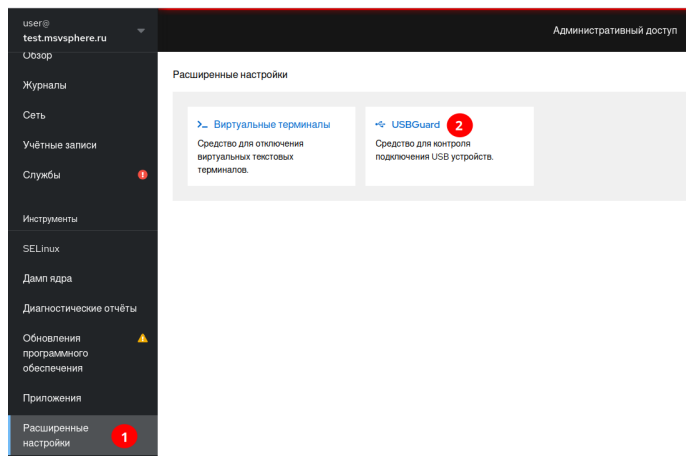 user@
test.msvsphere.ru
Административный доступ
Обзор
Журналы
Сеть
Учётные записи
Службы
Инструменты
SELinux
Дамп ядра
Диагностические отчёты
Обновления
программного
обеспечения
Приложения
Расширенные
настройки
1
Расширенные настройки
Виртуальные терминалы
Средство для отключения
виртуальных текстовых
терминалов.
USBGuard
2
Средство для контроля
подключения USB устройств.